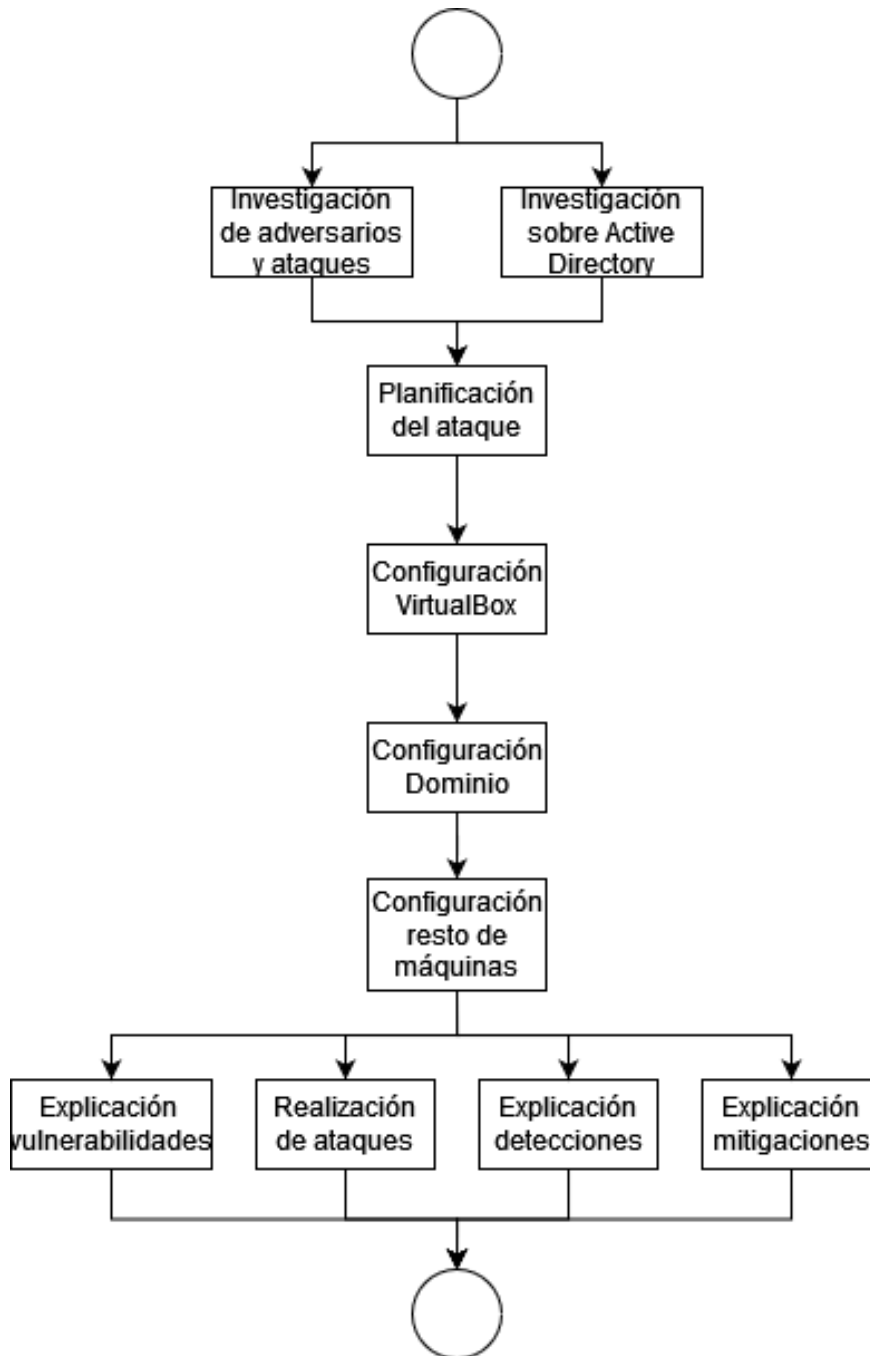 Investigación
de adversarios
y ataques
Investigación
sobre Active
Directory
Planificación
del ataque
Configuración
VirtualBox
Configuración
Dominio
Configuración
resto de
máquinas
Explicación
vulnerabilidades
Realización
de ataques
Explicación
detecciones
Explicación
mitigaciones